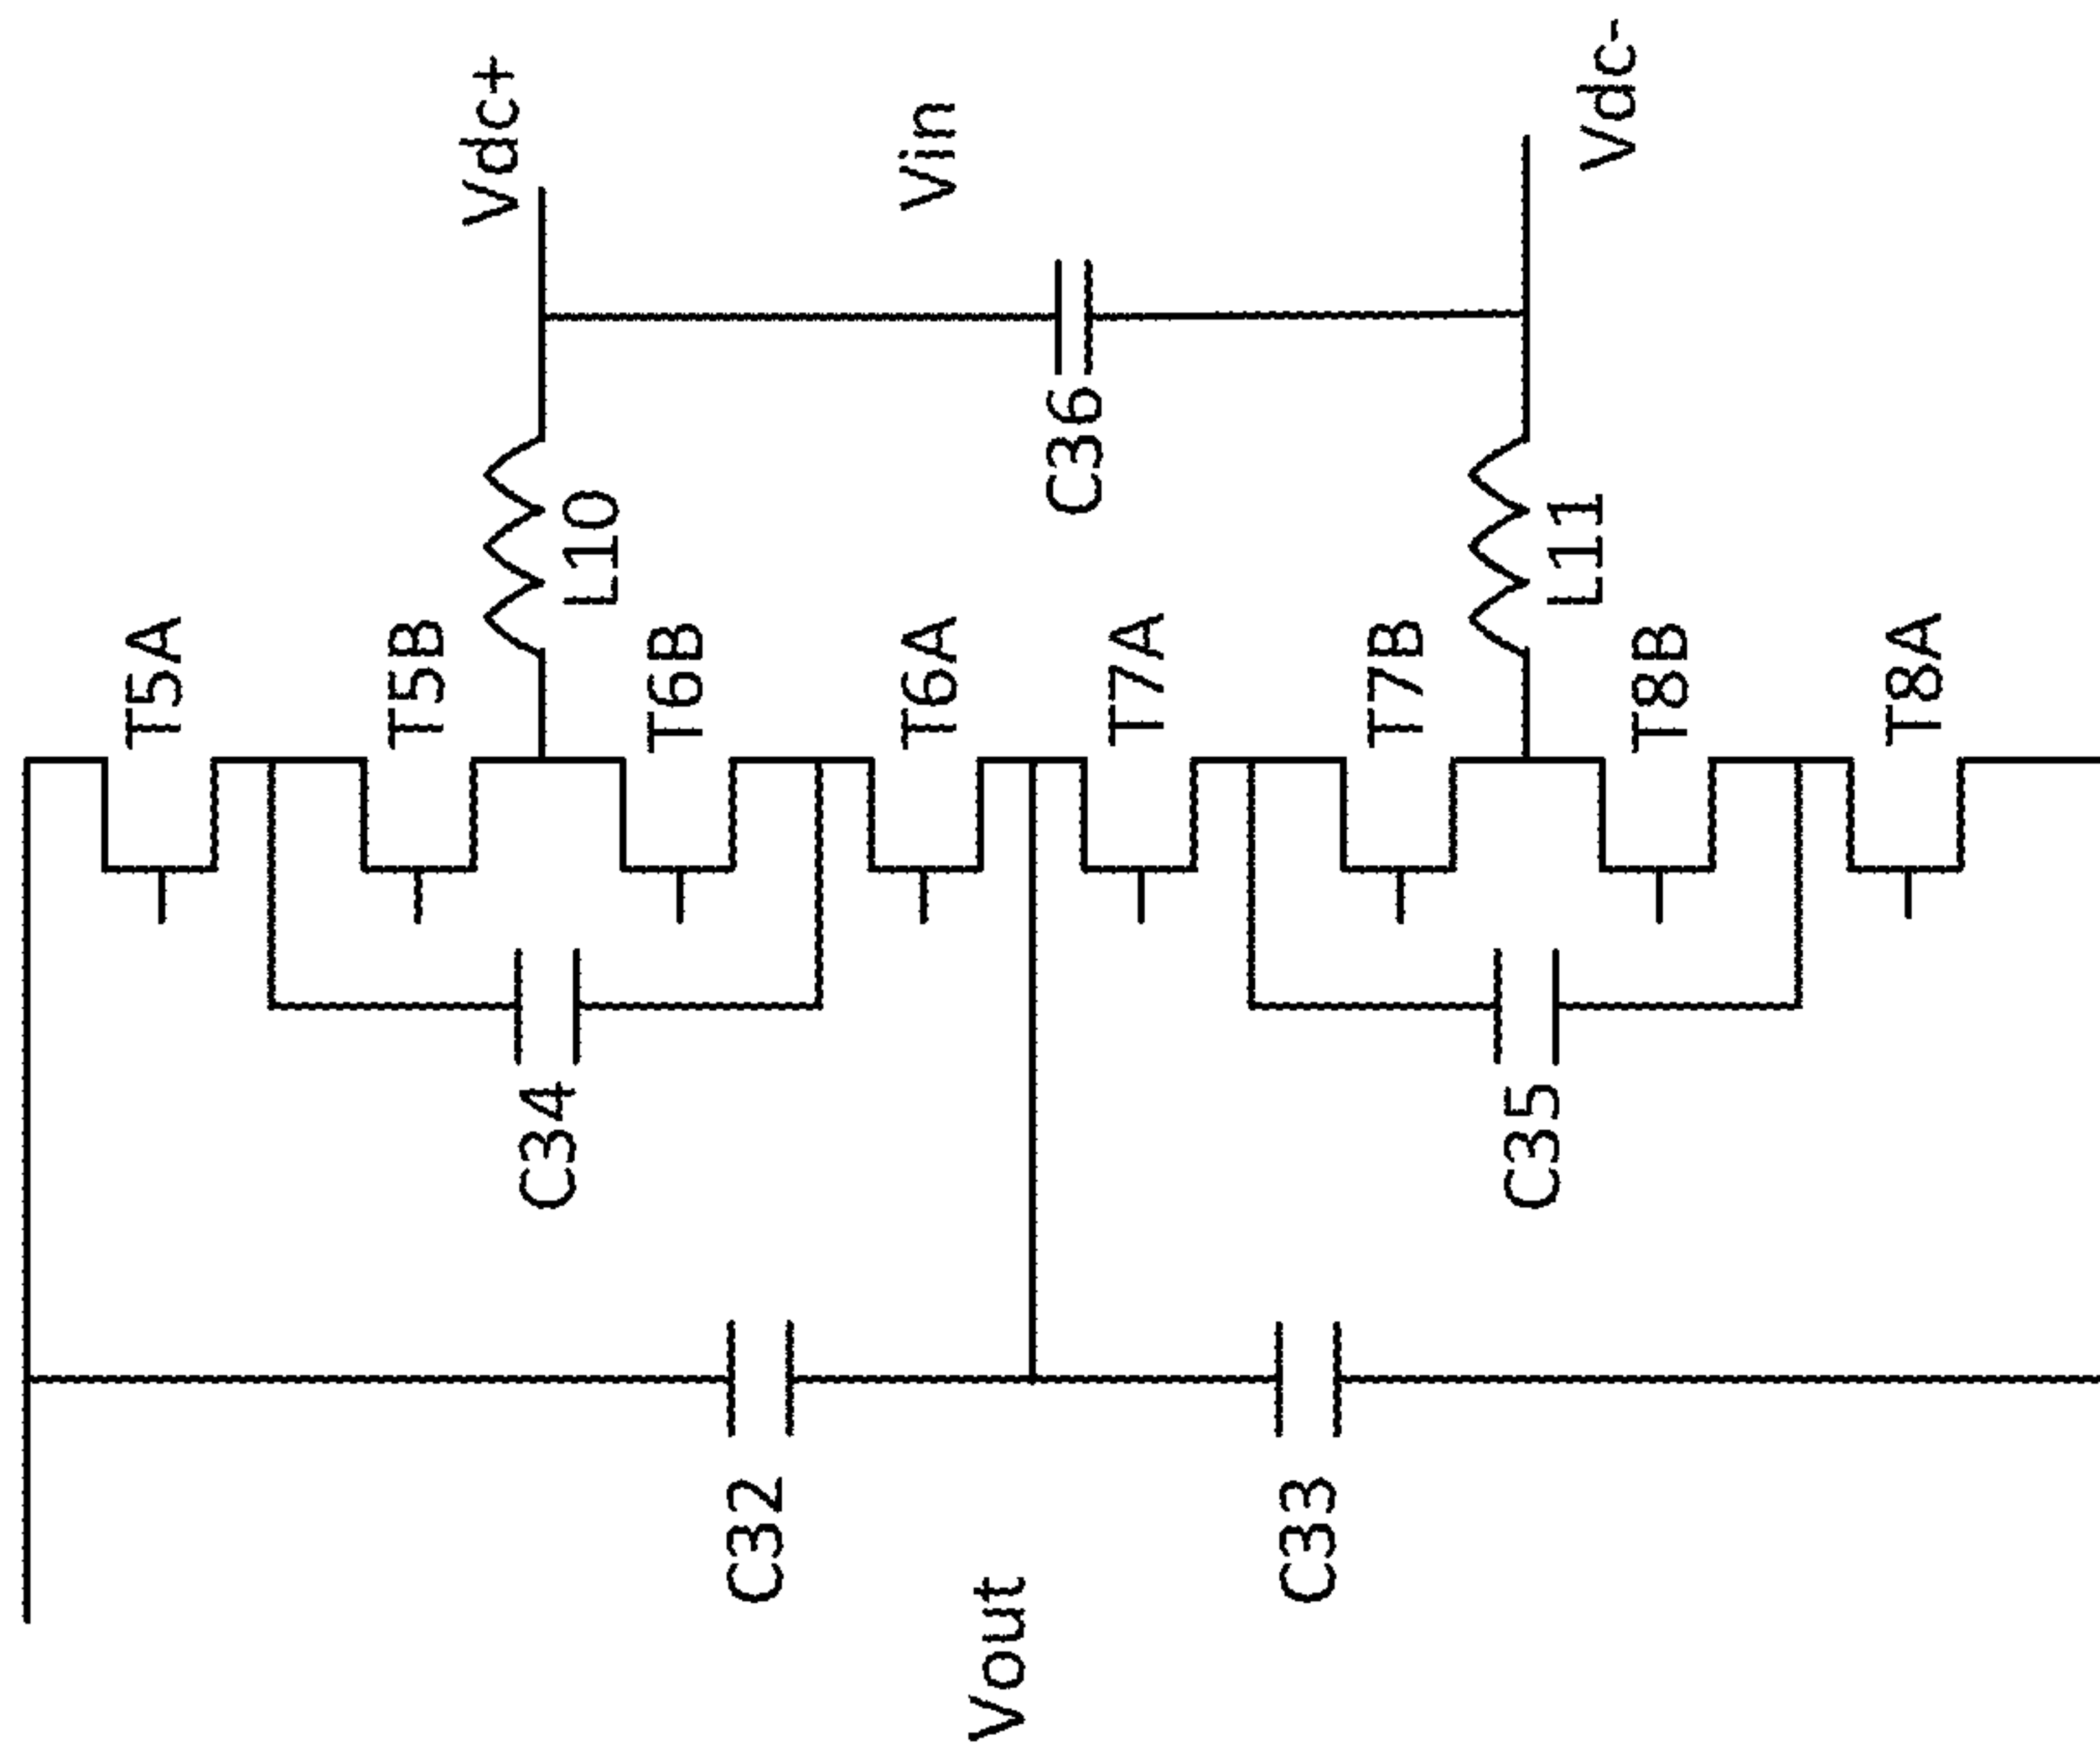 Vdc+
Vin
Vdc-
C36
L10
L11
T5A
T5B
T6B
T6A
T7A
T7B
T8B
T8A
C34
C35
C32
C33
Vout